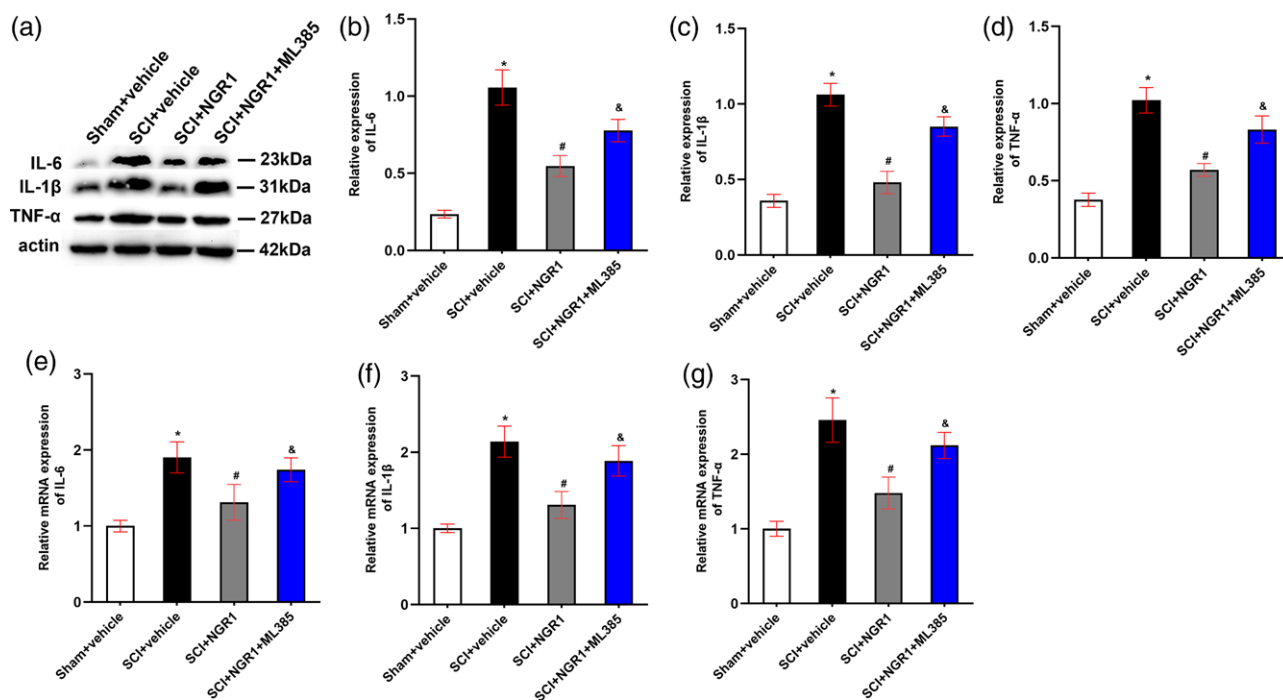 (a)
Sham+vehicle
SCI+vehicle
SCI+NGR1
SCI+NGR1+ML385
IL-6
23kDa
IL-1β
31kDa
TNF-α
27kDa
actin
42kDa
(b)
Relative expression
of IL-6
1.5
1.0
0.5
0.0
*
#
&
Sham+vehicle
SCI+vehicle
SCI+NGR1
SCI+NGR1+ML385
(c)
Relative expression
of IL-1β
1.5
1.0
0.5
0.0
*
#
&
Sham+vehicle
SCI+vehicle
SCI+NGR1
SCI+NGR1+ML385
(d)
Relative expression
of TNF-α
1.5
1.0
0.5
0.0
*
#
&
Sham+vehicle
SCI+vehicle
SCI+NGR1
SCI+NGR1+ML385
(e)
Relative mRNA expression
of IL-6
3
2
1
0
*
#
&
Sham+vehicle
SCI+vehicle
SCI+NGR1
SCI+NGR1+ML385
(f)
Relative mRNA expression
of IL-1β
3
2
1
0
*
#
&
Sham+vehicle
SCI+vehicle
SCI+NGR1
SCI+NGR1+ML385
(g)
Relative mRNA expression
of TNF-α
3
2
1
0
*
#
&
Sham+vehicle
SCI+vehicle
SCI+NGR1
SCI+NGR1+ML385